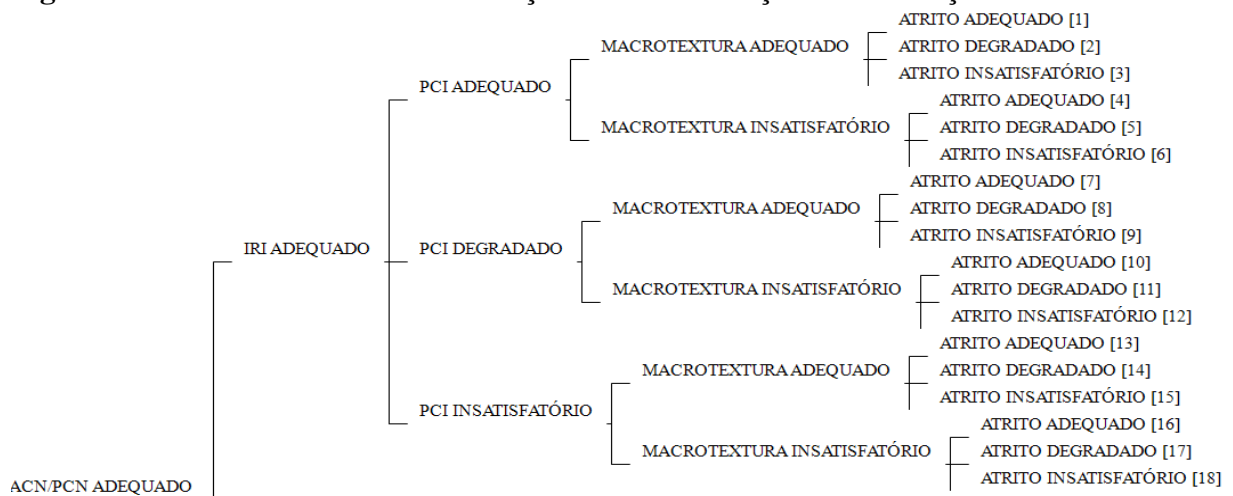 ATRITO ADEQUADO [1]
MACROTEXTURA ADEQUADO
ATRITO DEGRADADO [2]
ATRITO INSATISFATÓRIO [3]
PCI ADEQUADO
ATRITO ADEQUADO [4]
MACROTEXTURA INSATISFATÓRIO
ATRITO DEGRADADO [5]
ATRITO INSATISFATÓRIO [6]
ATRITO ADEQUADO [7]
MACROTEXTURA ADEQUADO
ATRITO DEGRADADO [8]
ATRITO INSATISFATÓRIO [9]
IRI ADEQUADO
PCI DEGRADADO
ATRITO ADEQUADO [10]
MACROTEXTURA INSATISFATÓRIO
ATRITO DEGRADADO [11]
ATRITO INSATISFATÓRIO [12]
ATRITO ADEQUADO [13]
MACROTEXTURA ADEQUADO
ATRITO DEGRADADO [14]
ATRITO INSATISFATÓRIO [15]
PCI INSATISFATÓRIO
ATRITO ADEQUADO [16]
MACROTEXTURA INSATISFATÓRIO
ATRITO DEGRADADO [17]
ATRITO INSATISFATÓRIO [18]
ACN/PCN ADEQUADO